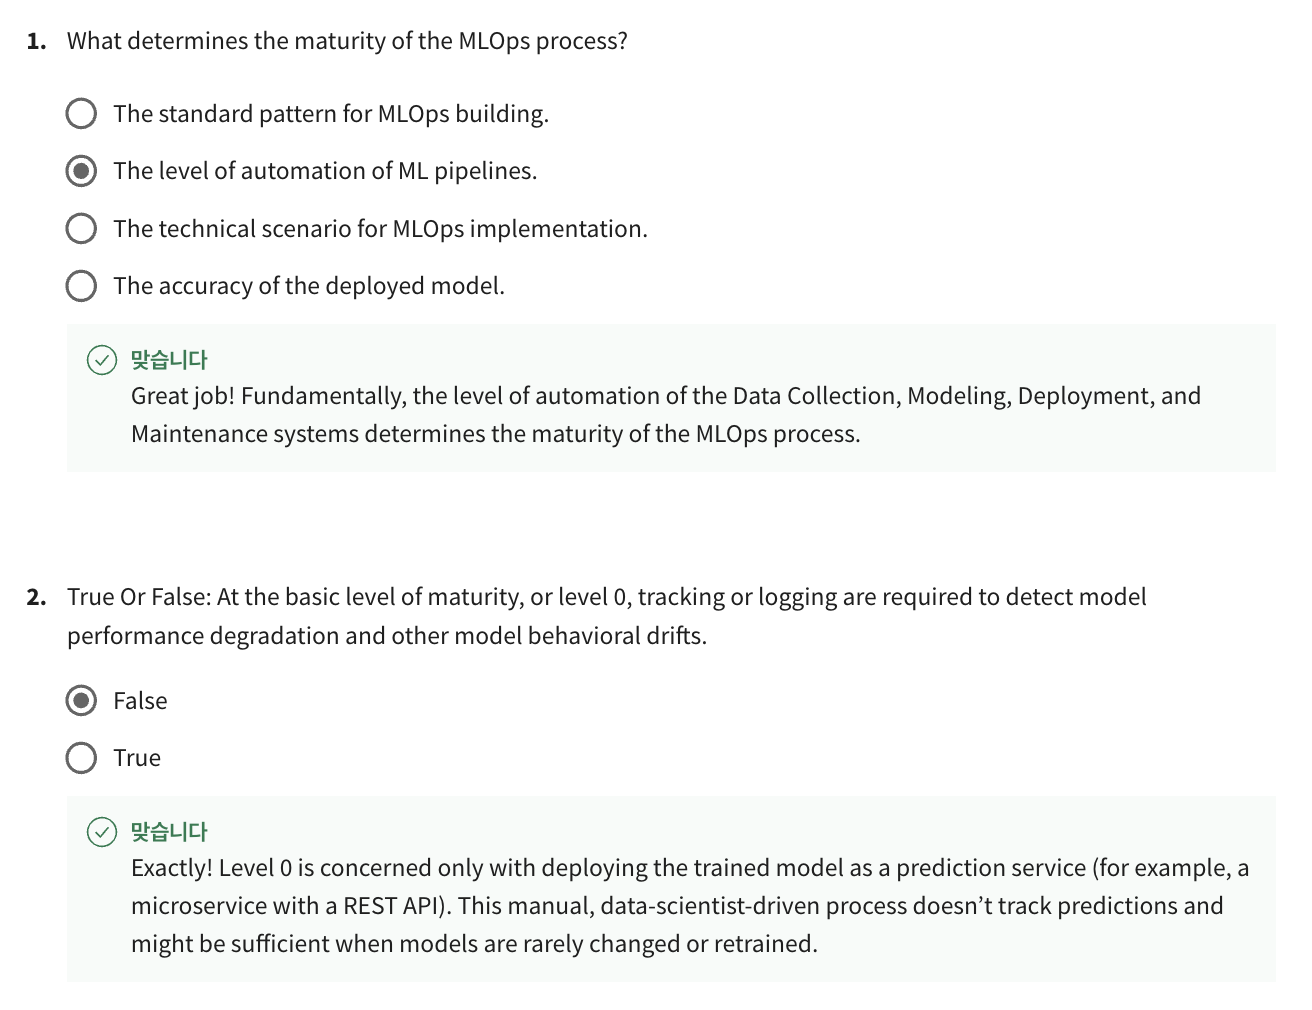 1. What determines the maturity of the MLOps process?
The standard pattern for MLOps building.
The level of automation of ML pipelines.
The technical scenario for MLOps implementation.
The accuracy of the deployed model.
맞습니다
Great job! Fundamentally, the level of automation of the Data Collection, Modeling, Deployment, and
Maintenance systems determines the maturity of the MLOps process.
2. True Or False: At the basic level of maturity, or level 0, tracking or logging are required to detect model
performance degradation and other model behavioral drifts.
False
True
맞습니다
Exactly! Level 0 is concerned only with deploying the trained model as a prediction service (for example, a
microservice with a REST API). This manual, data-scientist-driven process doesn’t track predictions and
might be sufficient when models are rarely changed or retrained.